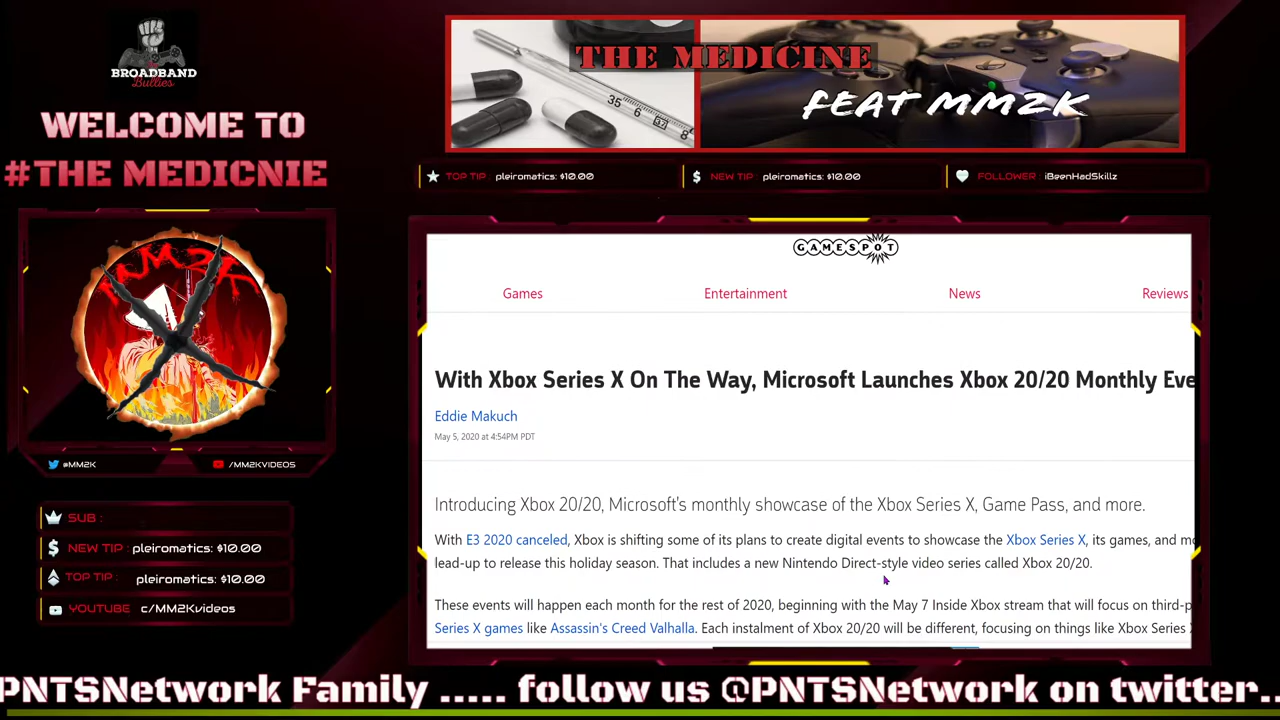 BROADBAND
Bullies
WELCOME TO
#THE MEDICNIE
THE MEDICINE
FEAT MM2K
35
6
37
8
TOP TIP: pleiromatics: $10.00
NEW TIP: pleiromatics: $10.00
FOLLOWER: iBeenHadSkillz
MM2K
@MM2K
/MM2KVIDEOS
SUB :
NEW TIP : pleiromatics: $10.00
TOP TIP : pleiromatics: $10.00
YOUTUBE c/MM2Kvideos
GAMESPOT
Games Entertainment News Reviews
With Xbox Series X On The Way, Microsoft Launches Xbox 20/20 Monthly Eve
Eddie Makuch
May 5, 2020 at 4:54PM PDT
Introducing Xbox 20/20, Microsoft's monthly showcase of the Xbox Series X, Game Pass, and more.
With E3 2020 canceled, Xbox is shifting some of its plans to create digital events to showcase the Xbox Series X, its games, and mo
lead-up to release this holiday season. That includes a new Nintendo Direct-style video series called Xbox 20/20.
These events will happen each month for the rest of 2020, beginning with the May 7 Inside Xbox stream that will focus on third-p
Series X games like Assassin's Creed Valhalla. Each instalment of Xbox 20/20 will be different, focusing on things like Xbox Series X
PNTSNetwork Family ..... follow us @PNTSNetwork on twitter..